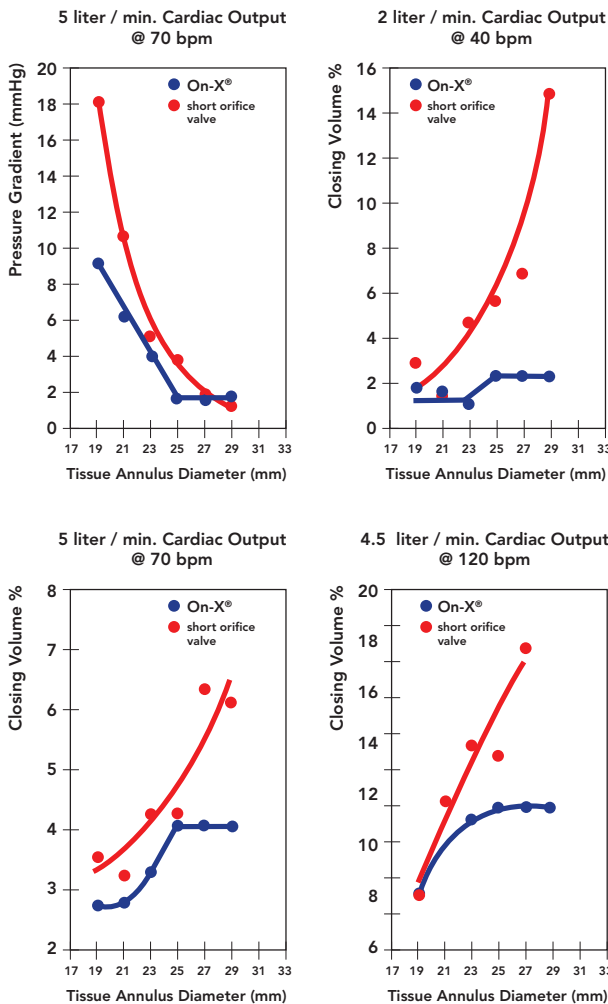 5 liter / min. Cardiac Output
@ 70 bpm
20
18
16
14
12
10
8
6
4
2
0
Pressure Gradient (mmHg)
On-X®
short orifice
valve
17 19 21 23 25 27 29 31 33
Tissue Annulus Diameter (mm)
2 liter / min. Cardiac Output
@ 40 bpm
16
14
12
10
8
6
4
2
0
Closing Volume %
On-X®
short orifice
valve
17 19 21 23 25 27 29 31 33
Tissue Annulus Diameter (mm)
5 liter / min. Cardiac Output
@ 70 bpm
8
7
6
5
4
3
2
Closing Volume %
On-X®
short orifice
valve
17 19 21 23 25 27 29 31 33
Tissue Annulus Diameter (mm)
4.5 liter / min. Cardiac Output
@ 120 bpm
20
18
16
14
12
10
8
6
Closing Volume %
On-X®
short orifice
valve
17 19 21 23 25 27 29 31 33
Tissue Annulus Diameter (mm)